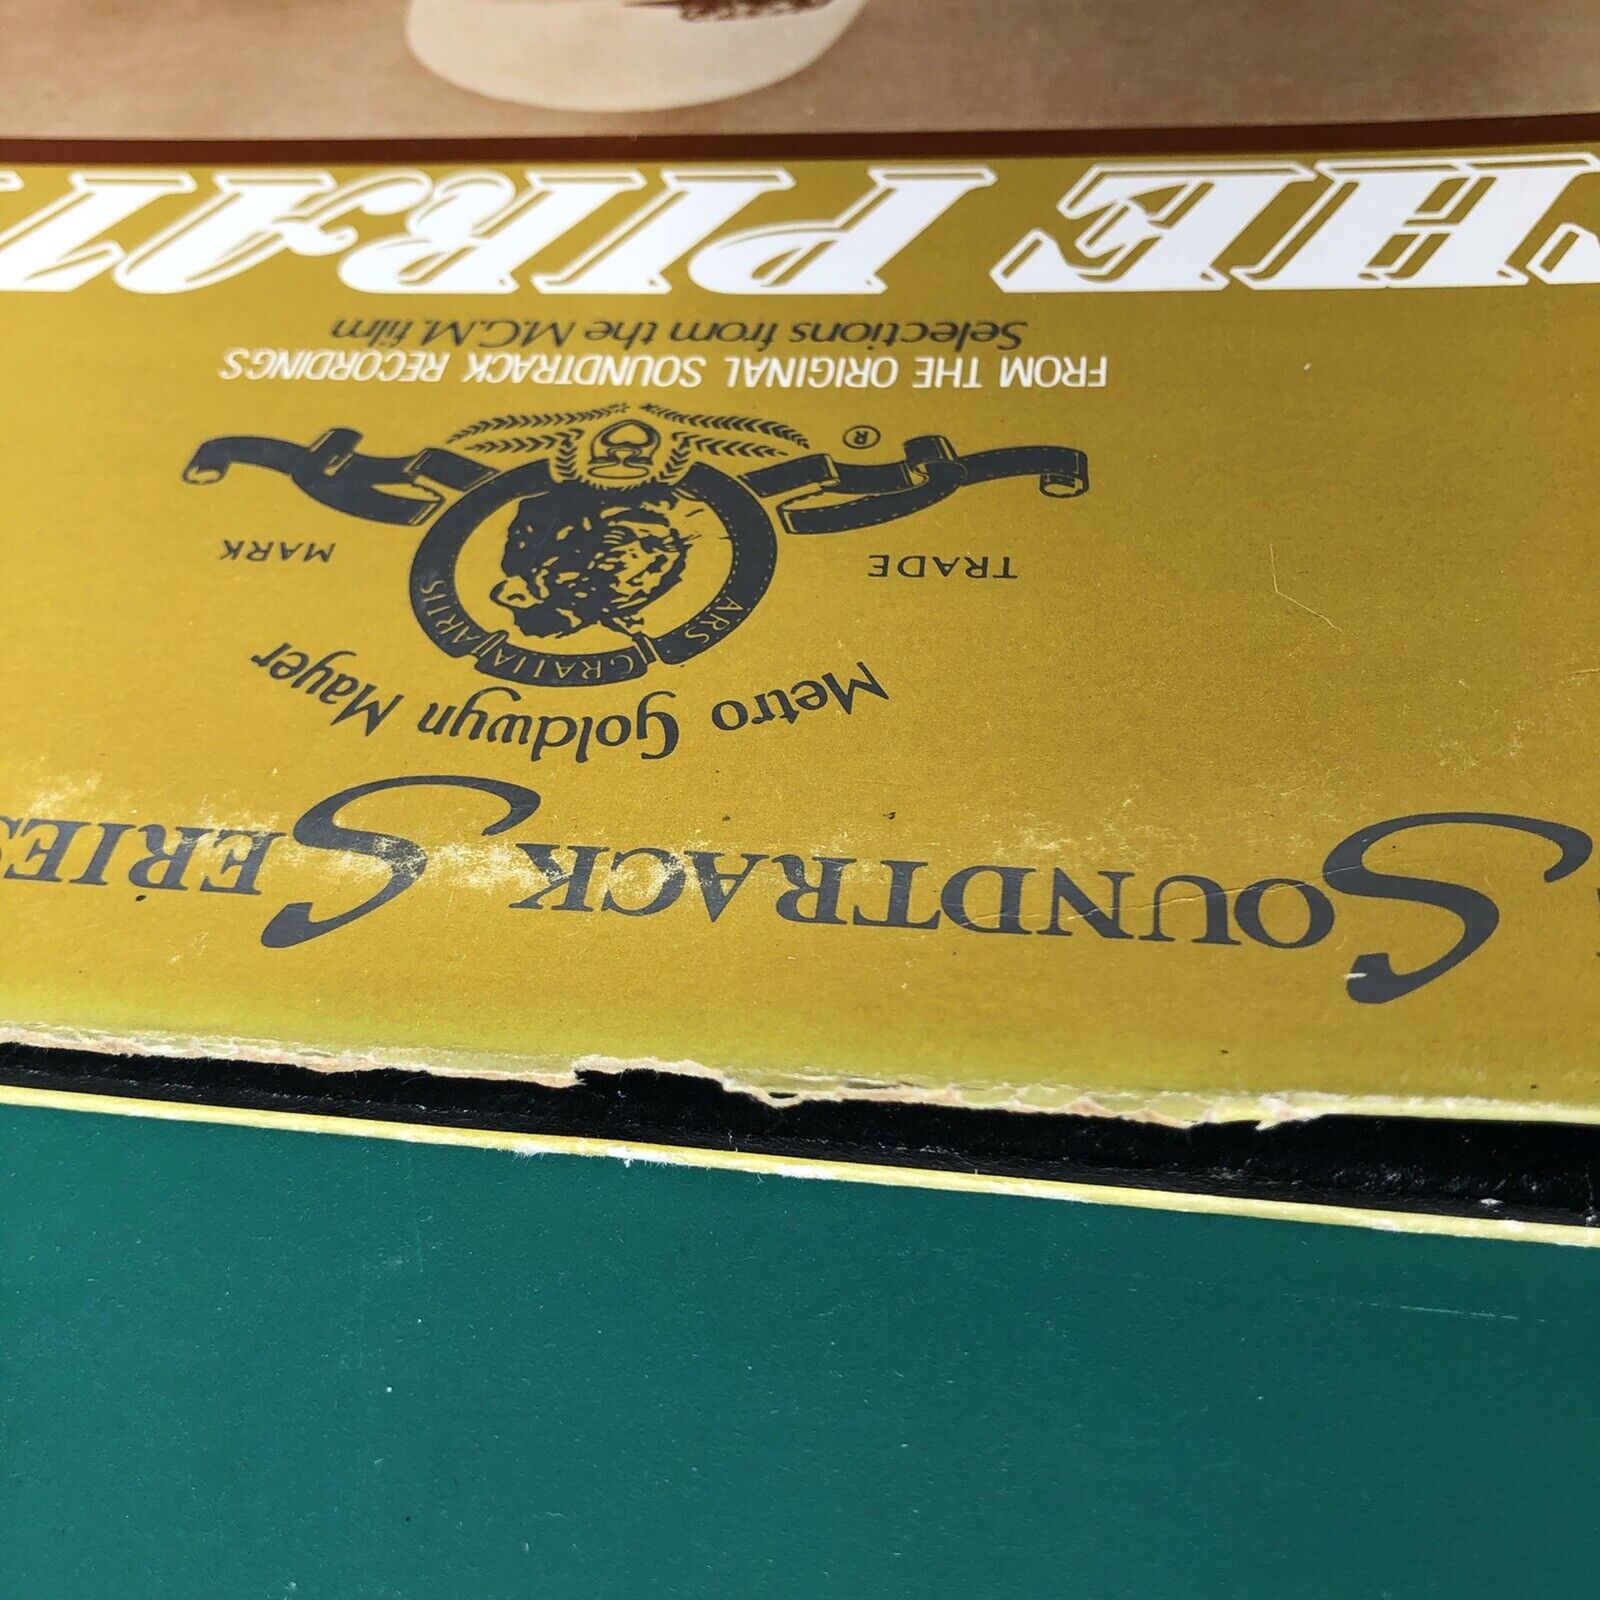 SOUNDTRACK SERIES
Metro Goldwyn Mayer
TRADE MARK
ARS GRATIA ARTIS
®
FROM THE ORIGINAL SOUNDTRACK RECORDINGS
Selections from the M.G.M. film
THE PIRAT